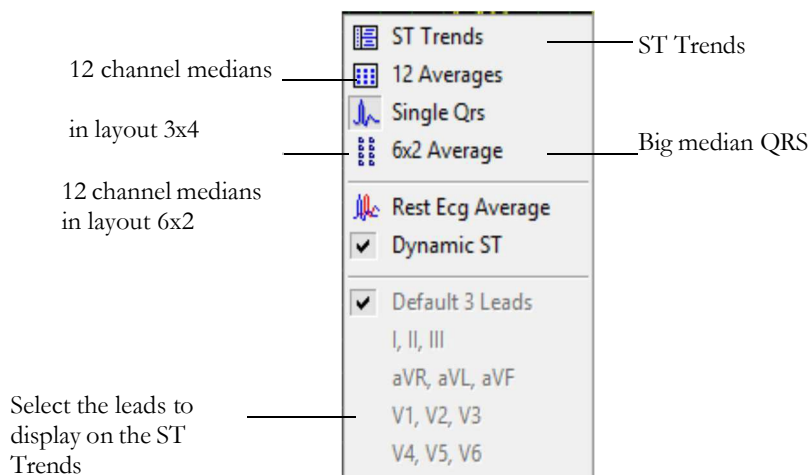 ST Trends
12 Averages
Single Qrs
6x2 Average
Rest Ecg Average
Dynamic ST
Default 3 Leads
I, II, III
aVR, aVL, aVF
V1, V2, V3
V4, V5, V6
12 channel medians
in layout 3x4
12 channel medians
in layout 6x2
Select the leads to
display on the ST
Trends
ST Trends
Big median QRS